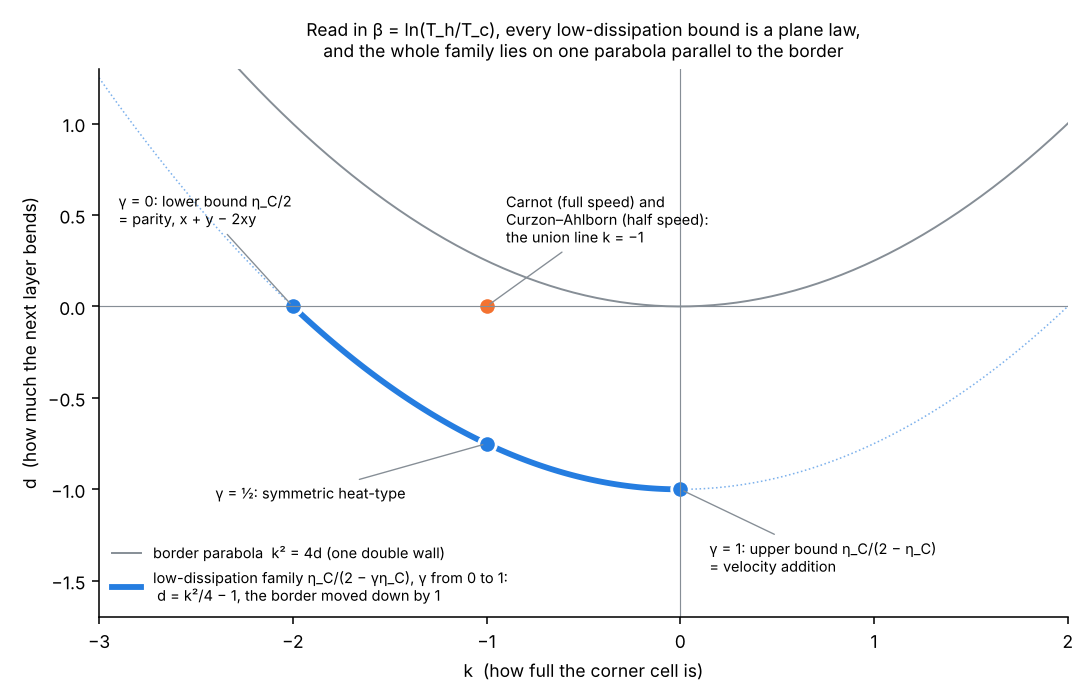 Read in β = ln(T_h/T_c), every low-dissipation bound is a plane law,
and the whole family lies on one parabola parallel to the border
d (how much the next layer bends)
1.0
0.5
0.0
−0.5
−1.0
−1.5
γ = 0: lower bound η_C/2
= parity, x + y − 2xy
Carnot (full speed) and
Curzon–Ahlborn (half speed):
the union line k = −1
γ = ½: symmetric heat-type
γ = 1: upper bound η_C/(2 − η_C)
= velocity addition
border parabola k² = 4d (one double wall)
low-dissipation family η_C/(2 − γη_C), γ from 0 to 1:
d = k²/4 − 1, the border moved down by 1
−3
−2
−1
0
1
2
k (how full the corner cell is)